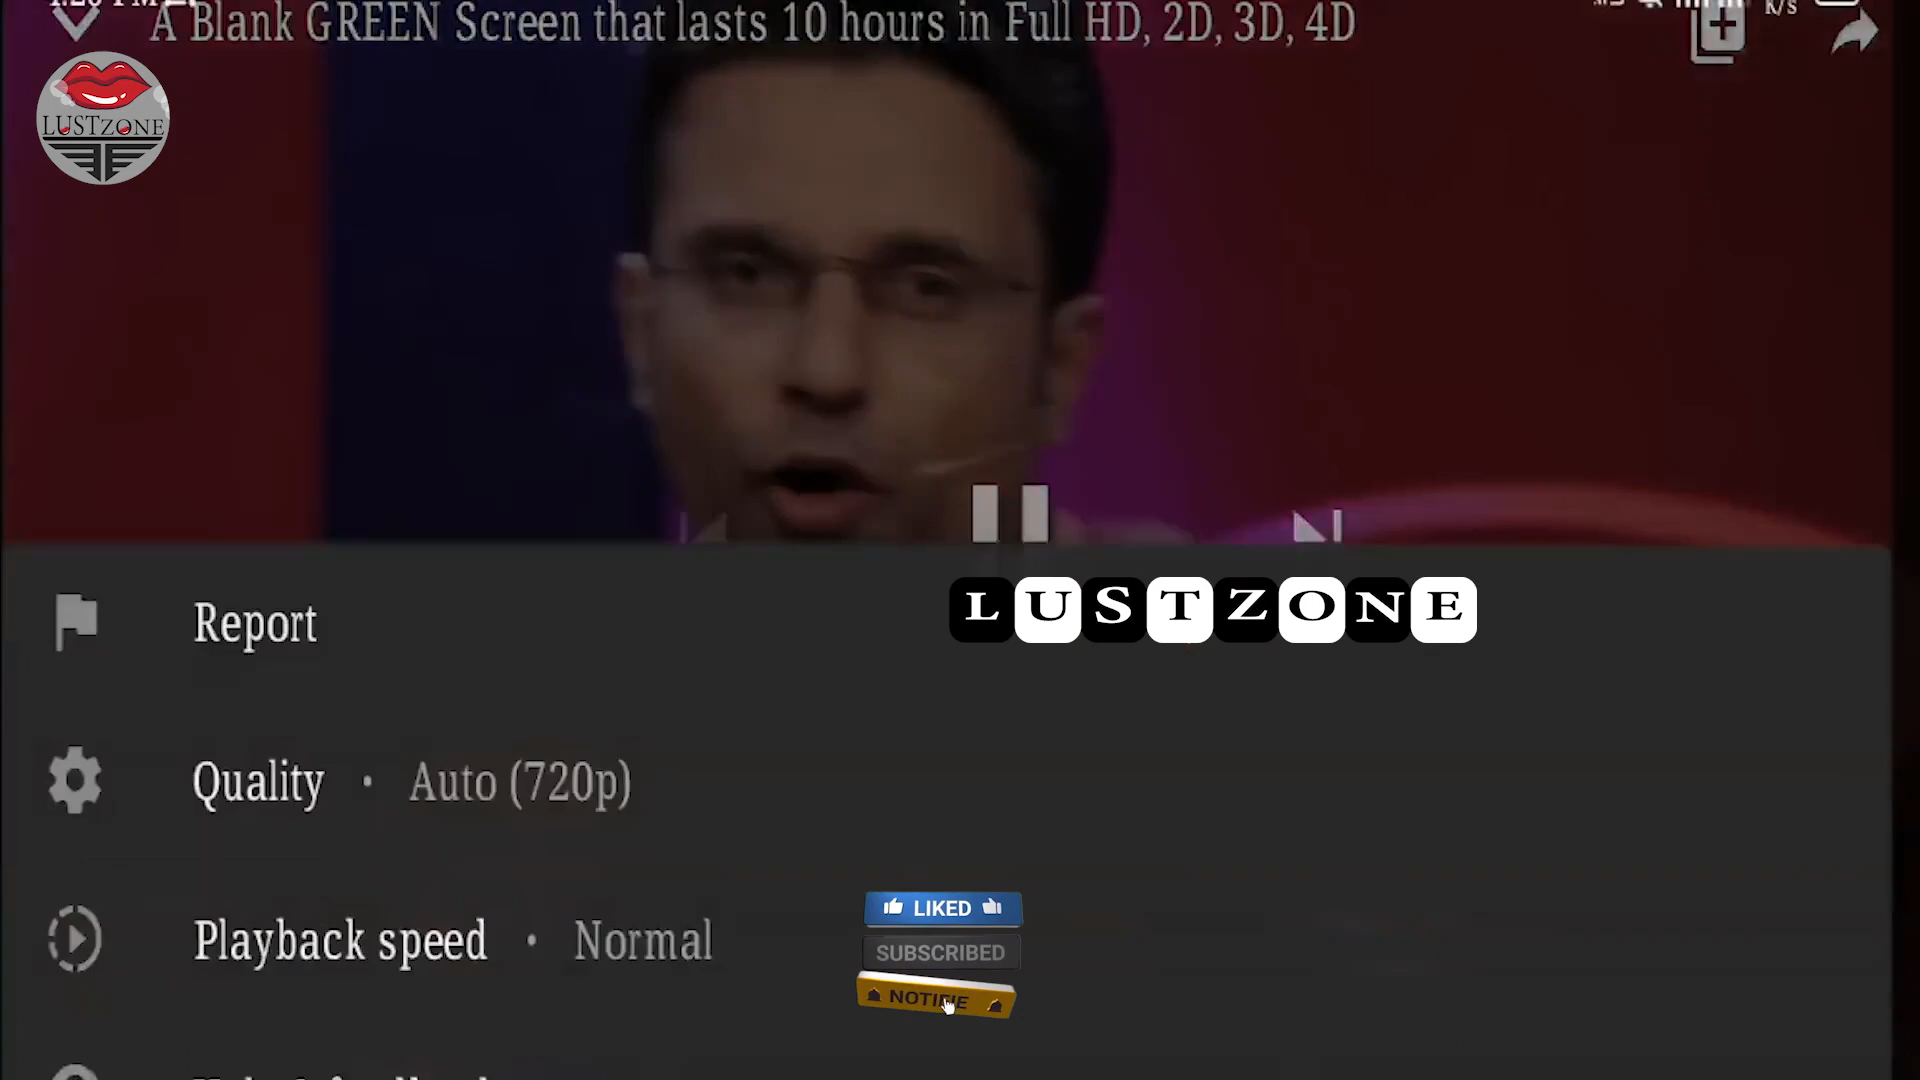 A Blank GREEN Screen that lasts 10 hours in Full HD, 2D, 3D, 4D
K/S
LUSTZONE
LUSTZONE
Report
Quality · Auto (720p)
Playback speed · Normal
LIKED
SUBSCRIBED
NOTIFIE